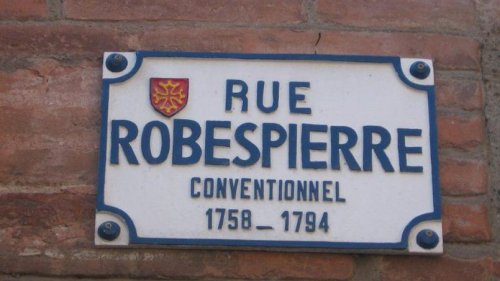 RUE
ROBESPIERRE
CONVENTIONNEL
1758 - 1794